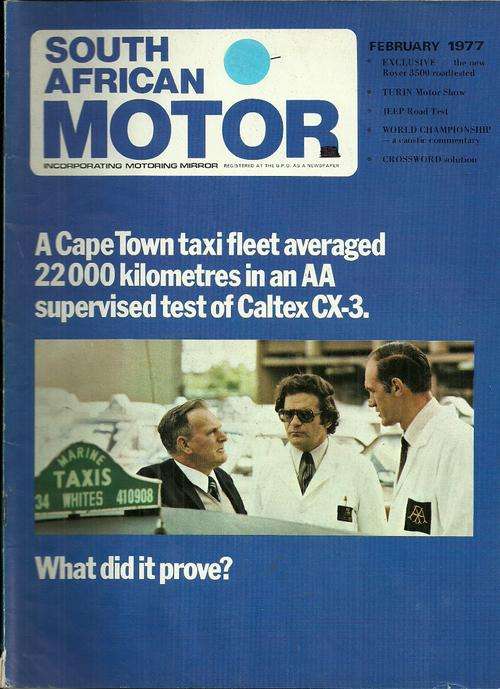 SOUTH
AFRICAN
MOTOR
INCORPORATING MOTORING MIRROR REGISTERED AT THE G.P.O. AS A NEWSPAPER
FEBRUARY 1977
EXCLUSIVE the new
Rover 3500 roadtested
TURIN Motor Show
JEEP Road Test
WORLD CHAMPIONSHIP
— a caustic commentary
CROSSWORD solution
A Cape Town taxi fleet averaged
22 000 kilometres in an AA
supervised test of Caltex CX-3.
MARINE
TAXIS
34 WHITES 410908
AA
What did it prove?